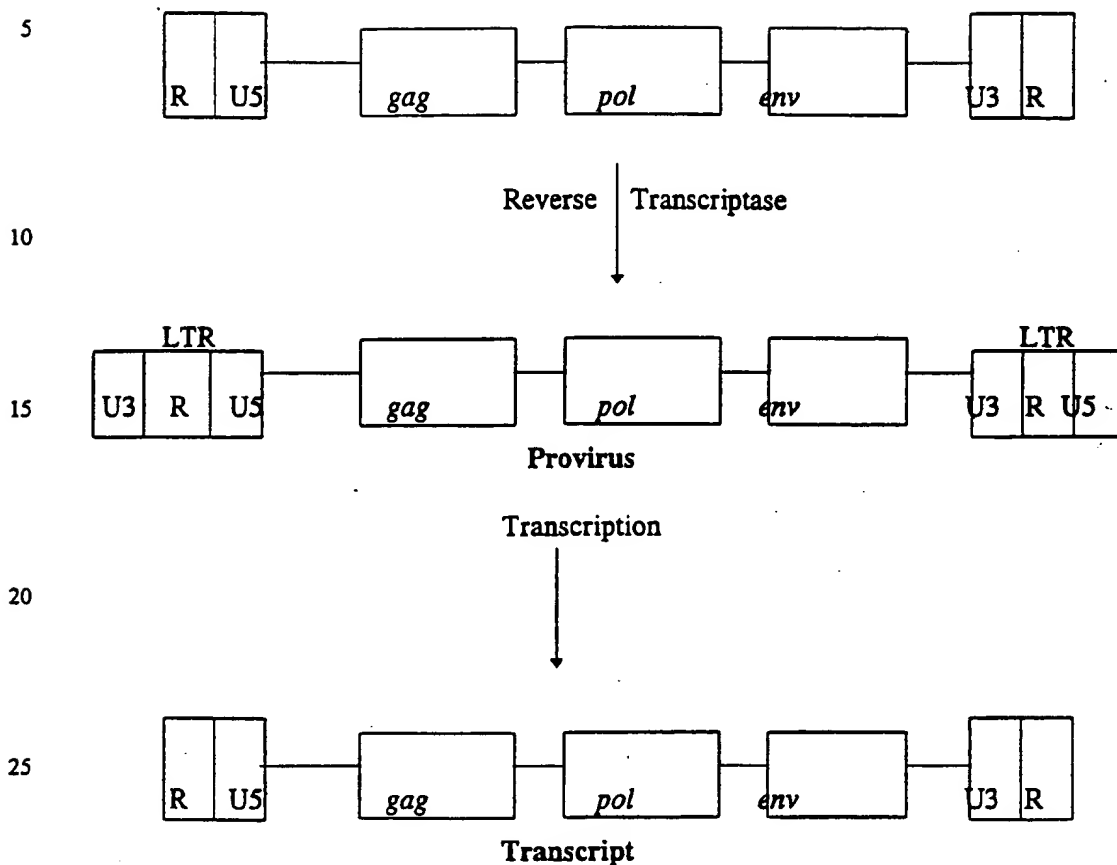 5
R U5 gag pol env U3 R
Reverse Transcriptase
10
LTR LTR
15 U3 R U5 gag pol env U3 R U5
Provirus
Transcription
20
25
R U5 gag pol env U3 R
Transcript